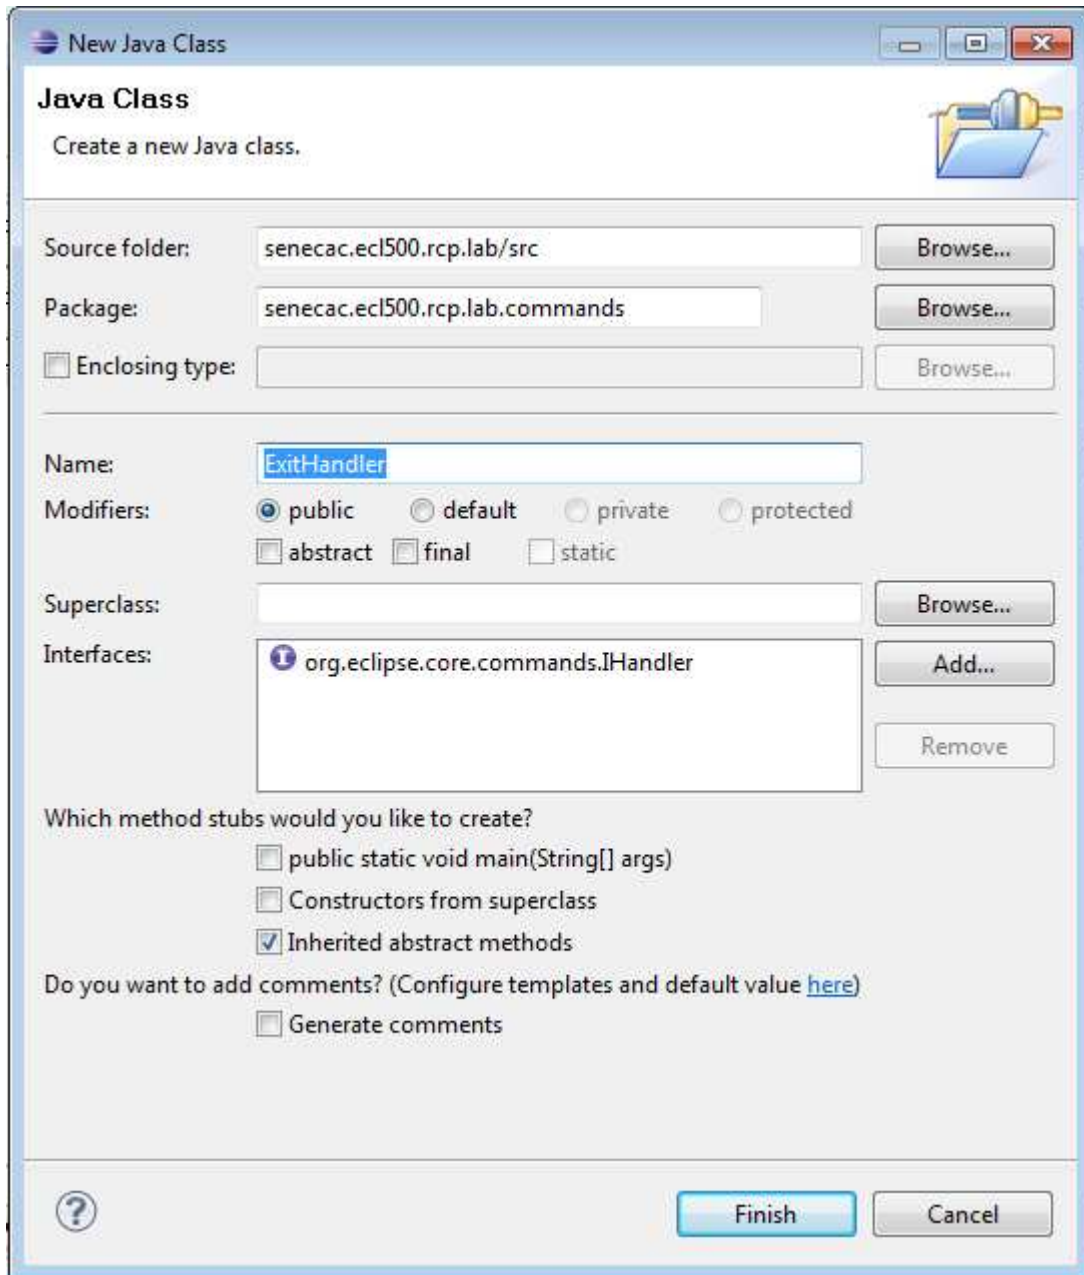 New Java Class
Java Class
Create a new Java class.
Source folder: senecac.ecl500.rcp.lab/src Browse...
Package: senecac.ecl500.rcp.lab.commands Browse...
Enclosing type: Browse...
Name: ExitHandler
Modifiers: public default private protected
abstract final static
Superclass: Browse...
Interfaces: org.eclipse.core.commands.IHandler Add...
Remove
Which method stubs would you like to create?
public static void main(String[] args)
Constructors from superclass
Inherited abstract methods
Do you want to add comments? (Configure templates and default value here)
Generate comments
? Finish Cancel